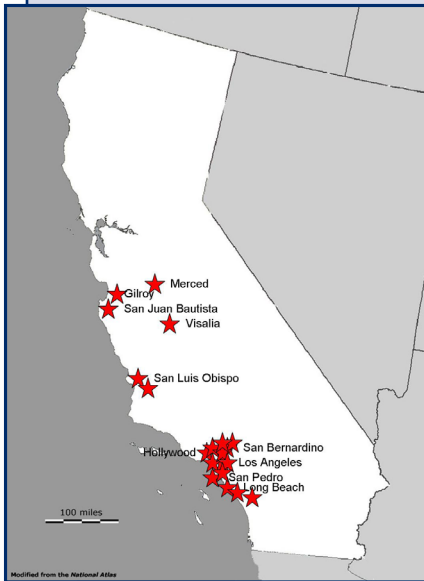 Merced
Gilroy
San Juan Bautista
Visalia
San Luis Obispo
San Bernardino
Hollywood
Los Angeles
San Pedro
Long Beach
100 miles
Modified from the National Atlas